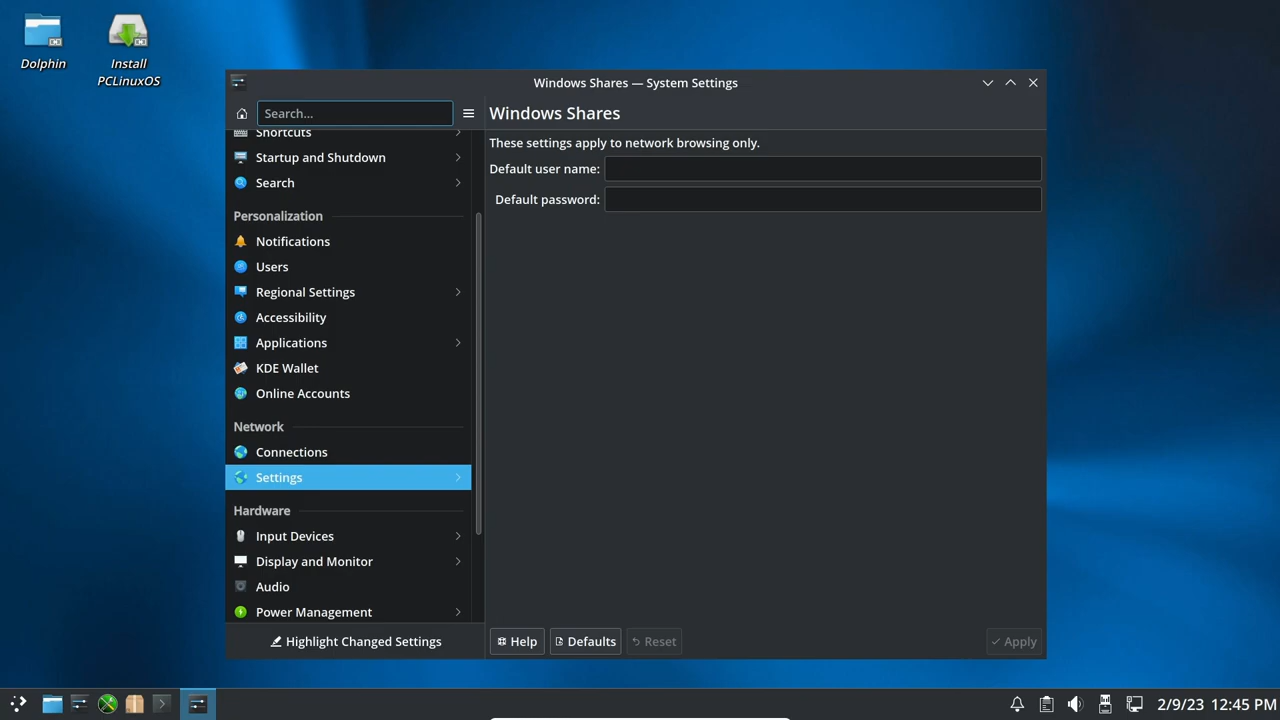 Dolphin
Install
PCLinuxOS
Windows Shares — System Settings
Search...
Shortcuts
Startup and Shutdown
Search
Personalization
Notifications
Users
Regional Settings
Accessibility
Applications
KDE Wallet
Online Accounts
Network
Connections
Settings
Hardware
Input Devices
Display and Monitor
Audio
Power Management
Highlight Changed Settings
Windows Shares
These settings apply to network browsing only.
Default user name:
Default password:
Help
Defaults
Reset
Apply
2/9/23 12:45 PM